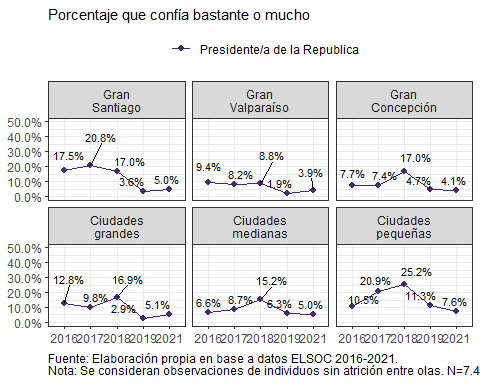 Porcentaje que confía bastante o mucho
Presidente/a de la Republica
Gran
Santiago
Gran
Valparaíso
Gran
Concepción
50.0%
40.0%
30.0%
20.0%
10.0%
0.0%
17.5%
20.8%
17.0%
3.6%
5.0%
9.4%
8.2%
8.8%
1.9%
3.9%
7.7%
7.4%
17.0%
4.7%
4.1%
Ciudades
grandes
Ciudades
medianas
Ciudades
pequeñas
50.0%
40.0%
30.0%
20.0%
10.0%
0.0%
12.8%
9.8%
16.9%
2.9%
5.1%
6.6%
8.7%
15.2%
6.3%
5.0%
10.5%
20.9%
25.2%
11.3%
7.6%
2016 2017 2018 2019 2021 2016 2017 2018 2019 2021 2016 2017 2018 2019 2021
Fuente: Elaboración propia en base a datos ELSOC 2016-2021.
Nota: Se consideran observaciones de individuos sin atrición entre olas. N=7.4